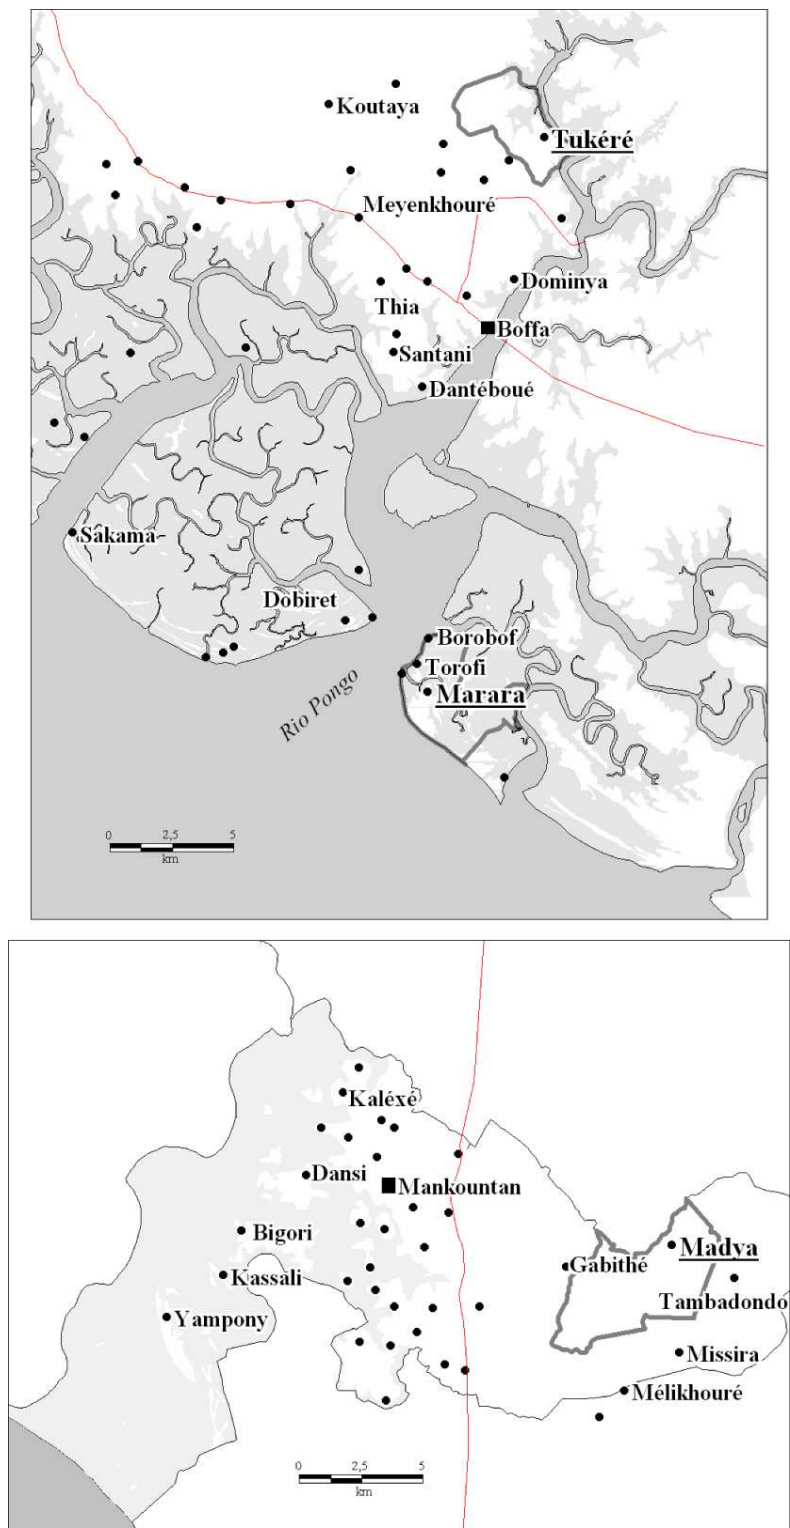 Koutaya
Tukéré
Meyenkhouré
Dominya
Thia
Boffa
Santani
Dantéboué
Sakama
Dobiret
Borobof
Torofi
Marara
Rio Pongo
0 2,5 5
km
Kaléxé
Dansi
Mankountan
Bigori
Madya
Gabithé
Kassali
Tambadondo
Yampony
Missira
Mélikhouré
0 2,5 5
km